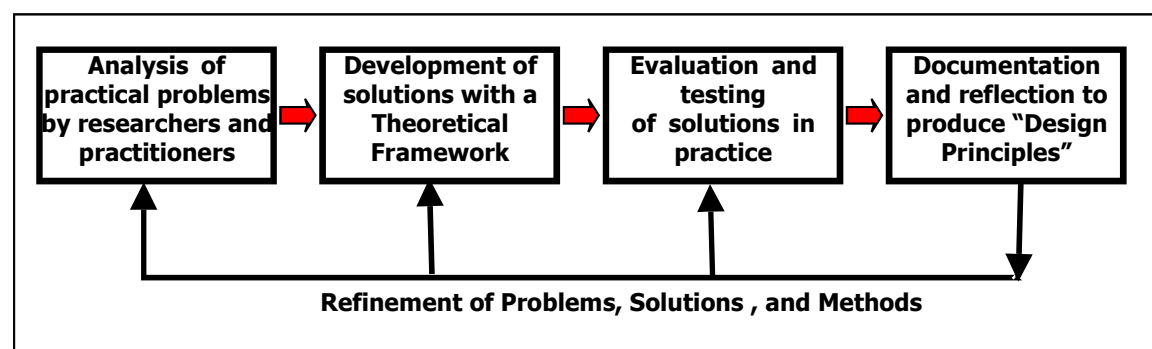 Analysis of
practical problems
by researchers and
practitioners
Development of
solutions with a
Theoretical
Framework
Evaluation and
testing
of solutions in
practice
Documentation
and reflection to
produce “Design
Principles”
Refinement of Problems, Solutions , and Methods